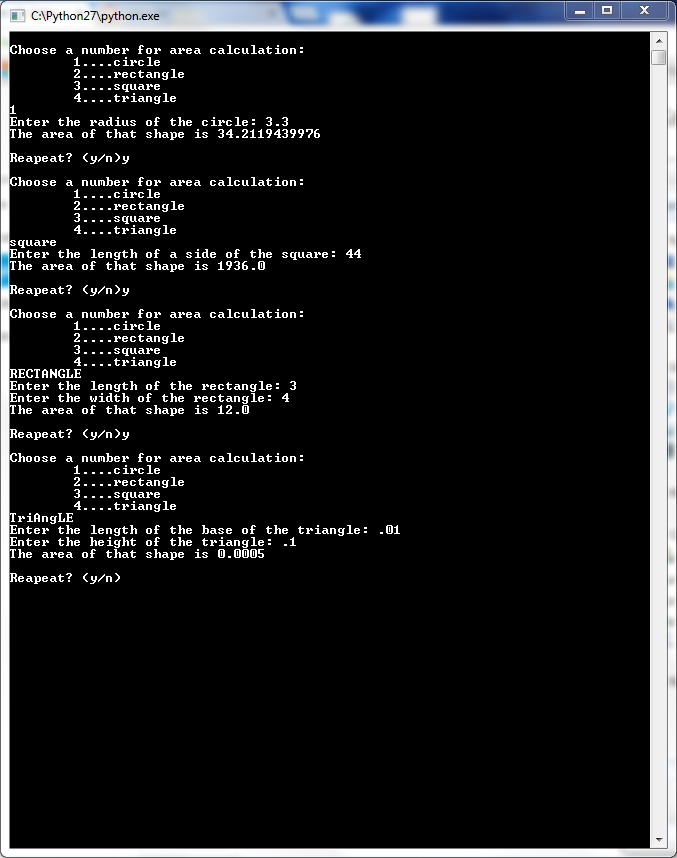 C:\Python27\python.exe
Choose a number for area calculation:
1....circle
2....rectangle
3....square
4....triangle
1
Enter the radius of the circle: 3.3
The area of that shape is 34.2119439976
Reapeat? (y/n)y
Choose a number for area calculation:
1....circle
2....rectangle
3....square
4....triangle
square
Enter the length of a side of the square: 44
The area of that shape is 1936.0
Reapeat? (y/n)y
Choose a number for area calculation:
1....circle
2....rectangle
3....square
4....triangle
RECTANGLE
Enter the length of the rectangle: 3
Enter the width of the rectangle: 4
The area of that shape is 12.0
Reapeat? (y/n)y
Choose a number for area calculation:
1....circle
2....rectangle
3....square
4....triangle
TriAngLE
Enter the length of the base of the triangle: .01
Enter the height of the triangle: .1
The area of that shape is 0.0005
Reapeat? (y/n)